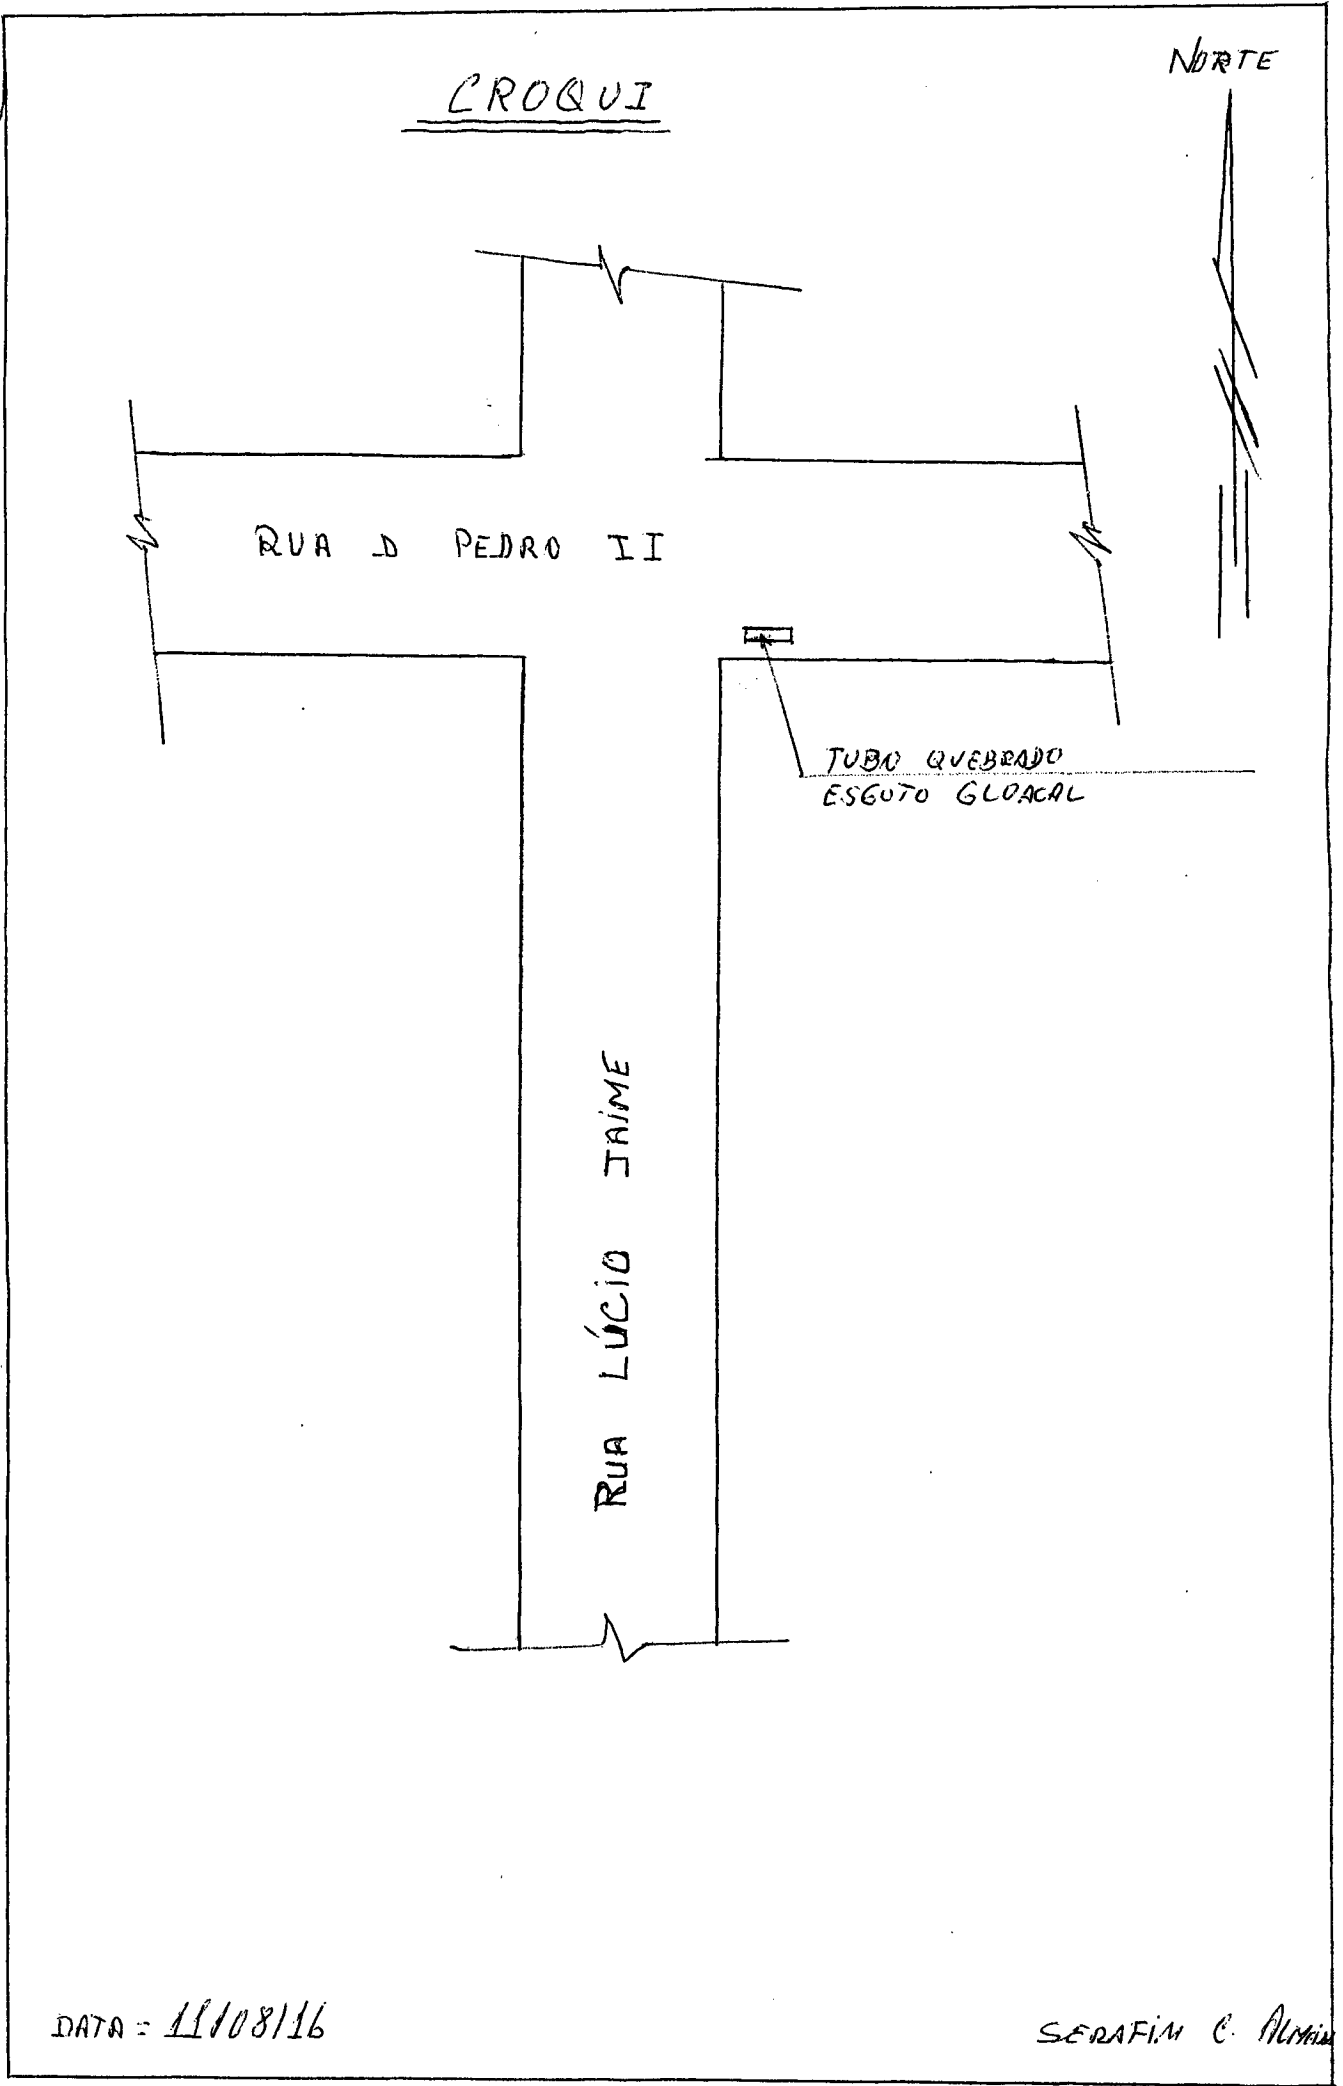 CROQUI
NORTE
RUA D PEDRO II
TUBO QUEBRADO
ESGOTO CLOACAL
RUA LÚCIO JAIME
DATA = 11/08/16
SERAFIM C.